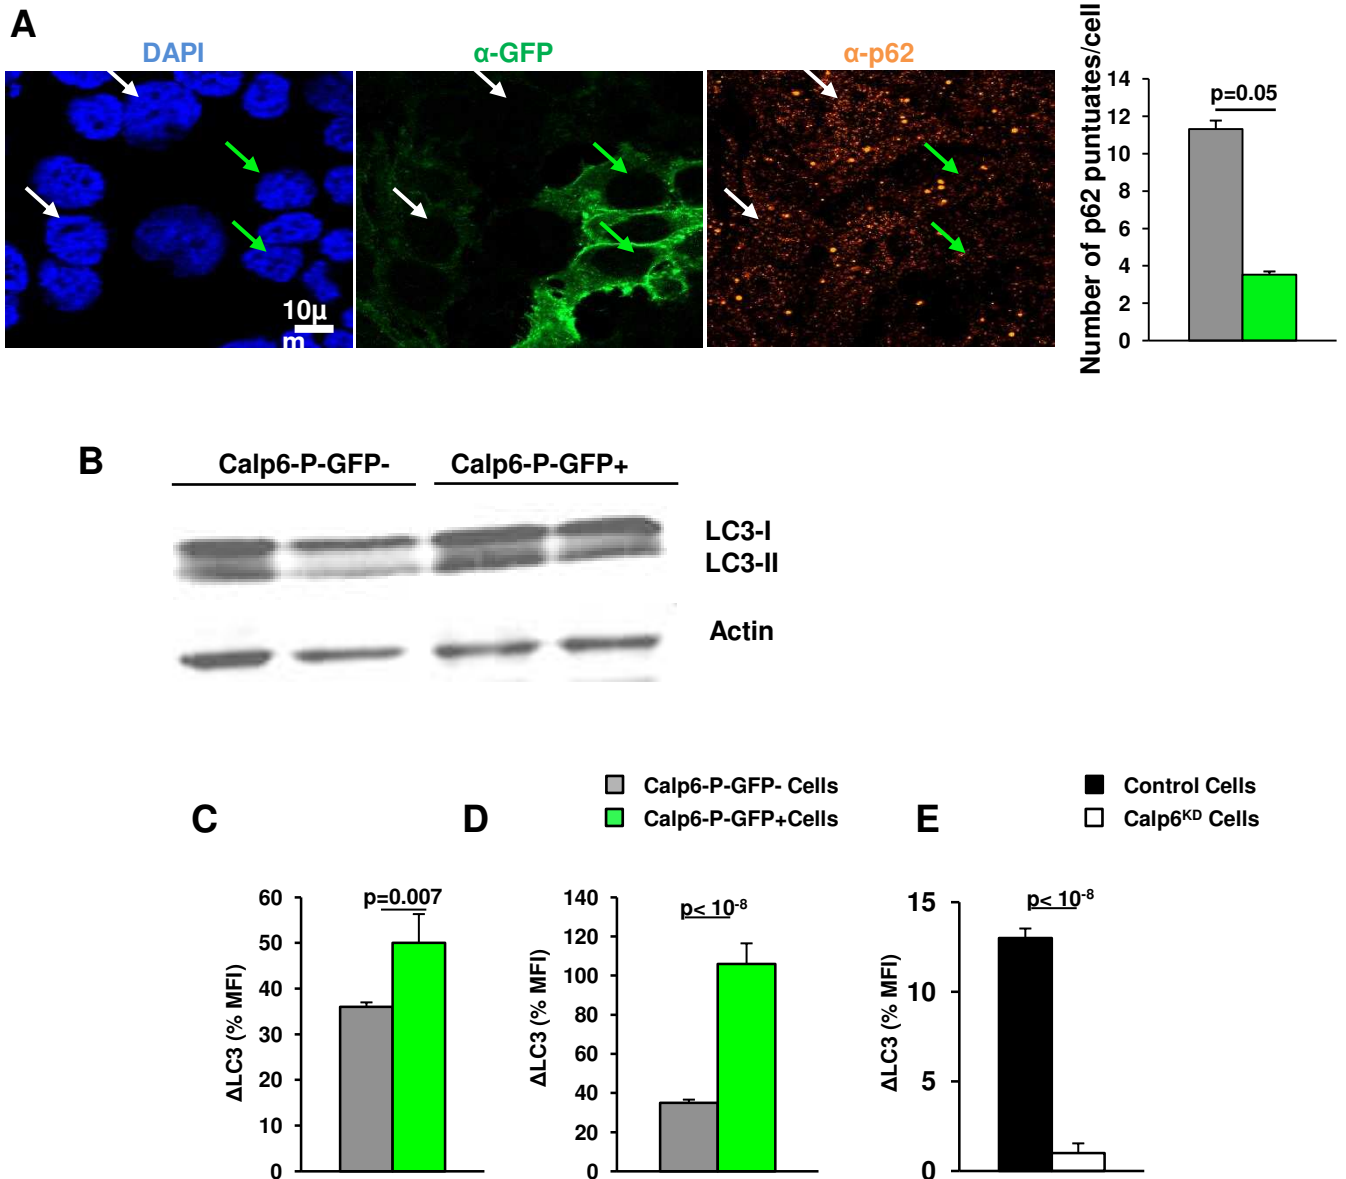 A
DAPI
α-GFP
α-p62
10µ
m
Number of p62 puntuates/cell
14
12
10
8
6
4
2
0
p=0.05
B
Calp6-P-GFP-
Calp6-P-GFP+
LC3-I
LC3-II
Actin
Calp6-P-GFP- Cells
Calp6-P-GFP+Cells
Control Cells
Calp6ᴷᴰ Cells
C
ΔLC3 (% MFI)
60
50
40
30
20
10
0
p=0.007
D
ΔLC3 (% MFI)
140
120
100
80
60
40
20
0
p< 10⁻⁸
E
ΔLC3 (% MFI)
15
10
5
0
p< 10⁻⁸